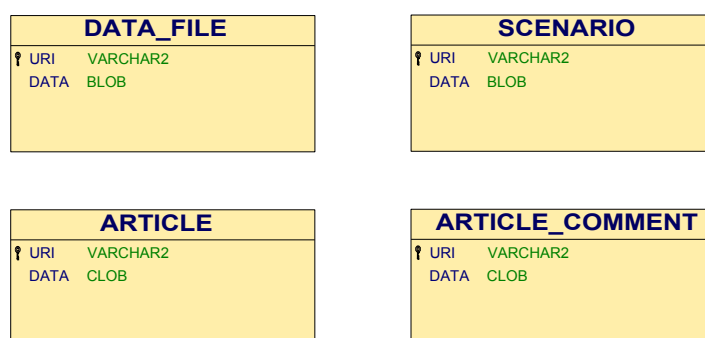 DATA_FILE
URI VARCHAR2
DATA BLOB
SCENARIO
URI VARCHAR2
DATA BLOB
ARTICLE
URI VARCHAR2
DATA CLOB
ARTICLE_COMMENT
URI VARCHAR2
DATA CLOB